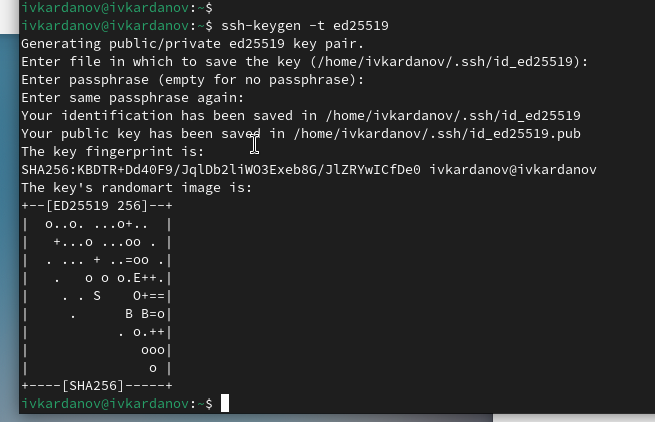 ivkardanov@ivkardanov:~$
ivkardanov@ivkardanov:~$ ssh-keygen -t ed25519
Generating public/private ed25519 key pair.
Enter file in which to save the key (/home/ivkardanov/.ssh/id_ed25519):
Enter passphrase (empty for no passphrase):
Enter same passphrase again:
Your identification has been saved in /home/ivkardanov/.ssh/id_ed25519
Your public key has been saved in /home/ivkardanov/.ssh/id_ed25519.pub
The key fingerprint is:
SHA256:KBDTR+Dd40F9/JqlDb2liWO3Exeb8G/JlZRYwICfDe0 ivkardanov@ivkardanov
The key's randomart image is:
+--[ED25519 256]--+
|  o..o. ...o+..  |
|   +...o ...oo . |
|  . ... + ..=oo .|
|   .   o o o.E++.|
|    . . S    O+==|
|     .      B B=o|
|           . o.++|
|              ooo|
|               o |
+----[SHA256]-----+
ivkardanov@ivkardanov:~$